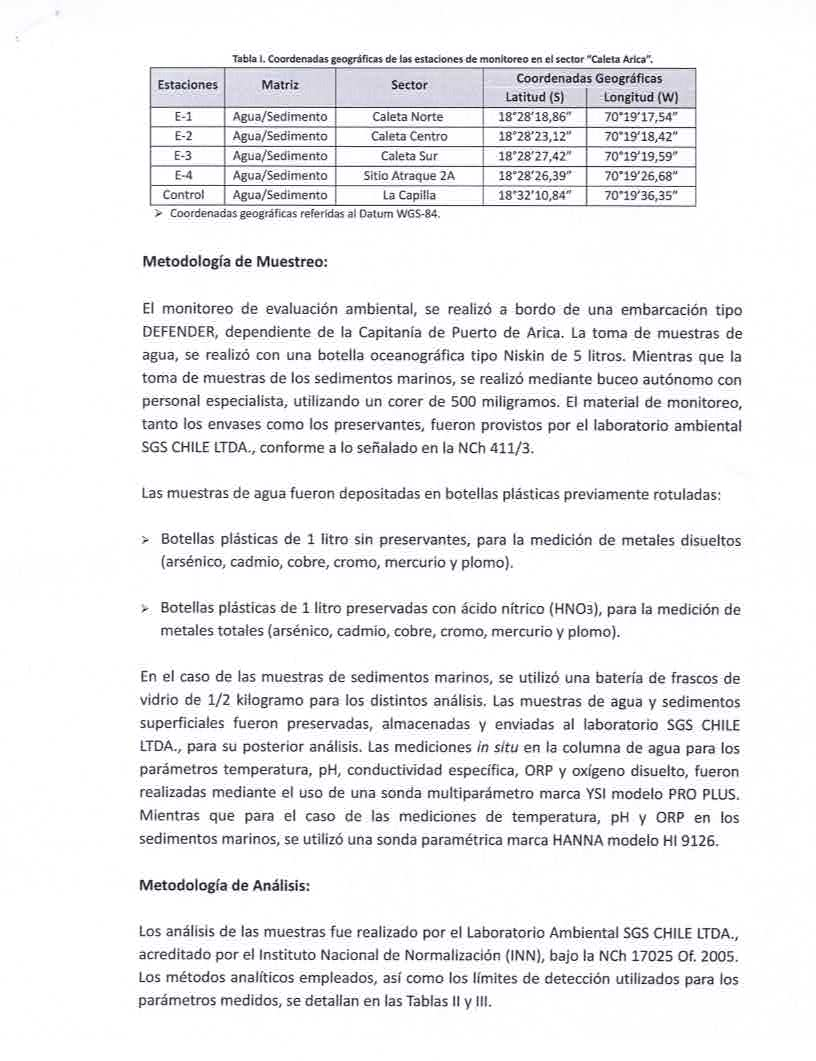 Tabla I. Coordenadas geográficas de las estaciones de monitoreo en el sector "Caleta Arica".
Estaciones Matriz Sector Coordenadas Geográficas
Latitud (S) Longitud (W)
E-1 Agua/Sedimento Caleta Norte 18°28'18,86" 70°19'17,54"
E-2 Agua/Sedimento Caleta Centro 18°28'23,12" 70°19'18,42"
E-3 Agua/Sedimento Caleta Sur 18°28'27,42" 70°19'19,59"
E-4 Agua/Sedimento Sitio Atraque 2A 18°28'26,39" 70°19'26,68"
Control Agua/Sedimento La Capilla 18°32'10,84" 70°19'36,35"
➢ Coordenadas geográficas referidas al Datum WGS-84.
Metodología de Muestreo:
El monitoreo de evaluación ambiental, se realizó a bordo de una embarcación tipo
DEFENDER, dependiente de la Capitanía de Puerto de Arica. La toma de muestras de
agua, se realizó con una botella oceanográfica tipo Niskin de 5 litros. Mientras que la
toma de muestras de los sedimentos marinos, se realizó mediante buceo autónomo con
personal especialista, utilizando un corer de 500 miligramos. El material de monitoreo,
tanto los envases como los preservantes, fueron provistos por el laboratorio ambiental
SGS CHILE LTDA., conforme a lo señalado en la NCh 411/3.
Las muestras de agua fueron depositadas en botellas plásticas previamente rotuladas:
➢ Botellas plásticas de 1 litro sin preservantes, para la medición de metales disueltos
(arsénico, cadmio, cobre, cromo, mercurio y plomo).
➢ Botellas plásticas de 1 litro preservadas con ácido nítrico (HNO3), para la medición de
metales totales (arsénico, cadmio, cobre, cromo, mercurio y plomo).
En el caso de las muestras de sedimentos marinos, se utilizó una batería de frascos de
vidrio de 1/2 kilogramo para los distintos análisis. Las muestras de agua y sedimentos
superficiales fueron preservadas, almacenadas y enviadas al laboratorio SGS CHILE
LTDA., para su posterior análisis. Las mediciones in situ en la columna de agua para los
parámetros temperatura, pH, conductividad específica, ORP y oxígeno disuelto, fueron
realizadas mediante el uso de una sonda multiparámetro marca YSI modelo PRO PLUS.
Mientras que para el caso de las mediciones de temperatura, pH y ORP en los
sedimentos marinos, se utilizó una sonda paramétrica marca HANNA modelo HI 9126.
Metodología de Análisis:
Los análisis de las muestras fue realizado por el Laboratorio Ambiental SGS CHILE LTDA.,
acreditado por el Instituto Nacional de Normalización (INN), bajo la NCh 17025 Of. 2005.
Los métodos analíticos empleados, así como los límites de detección utilizados para los
parámetros medidos, se detallan en las Tablas II y III.